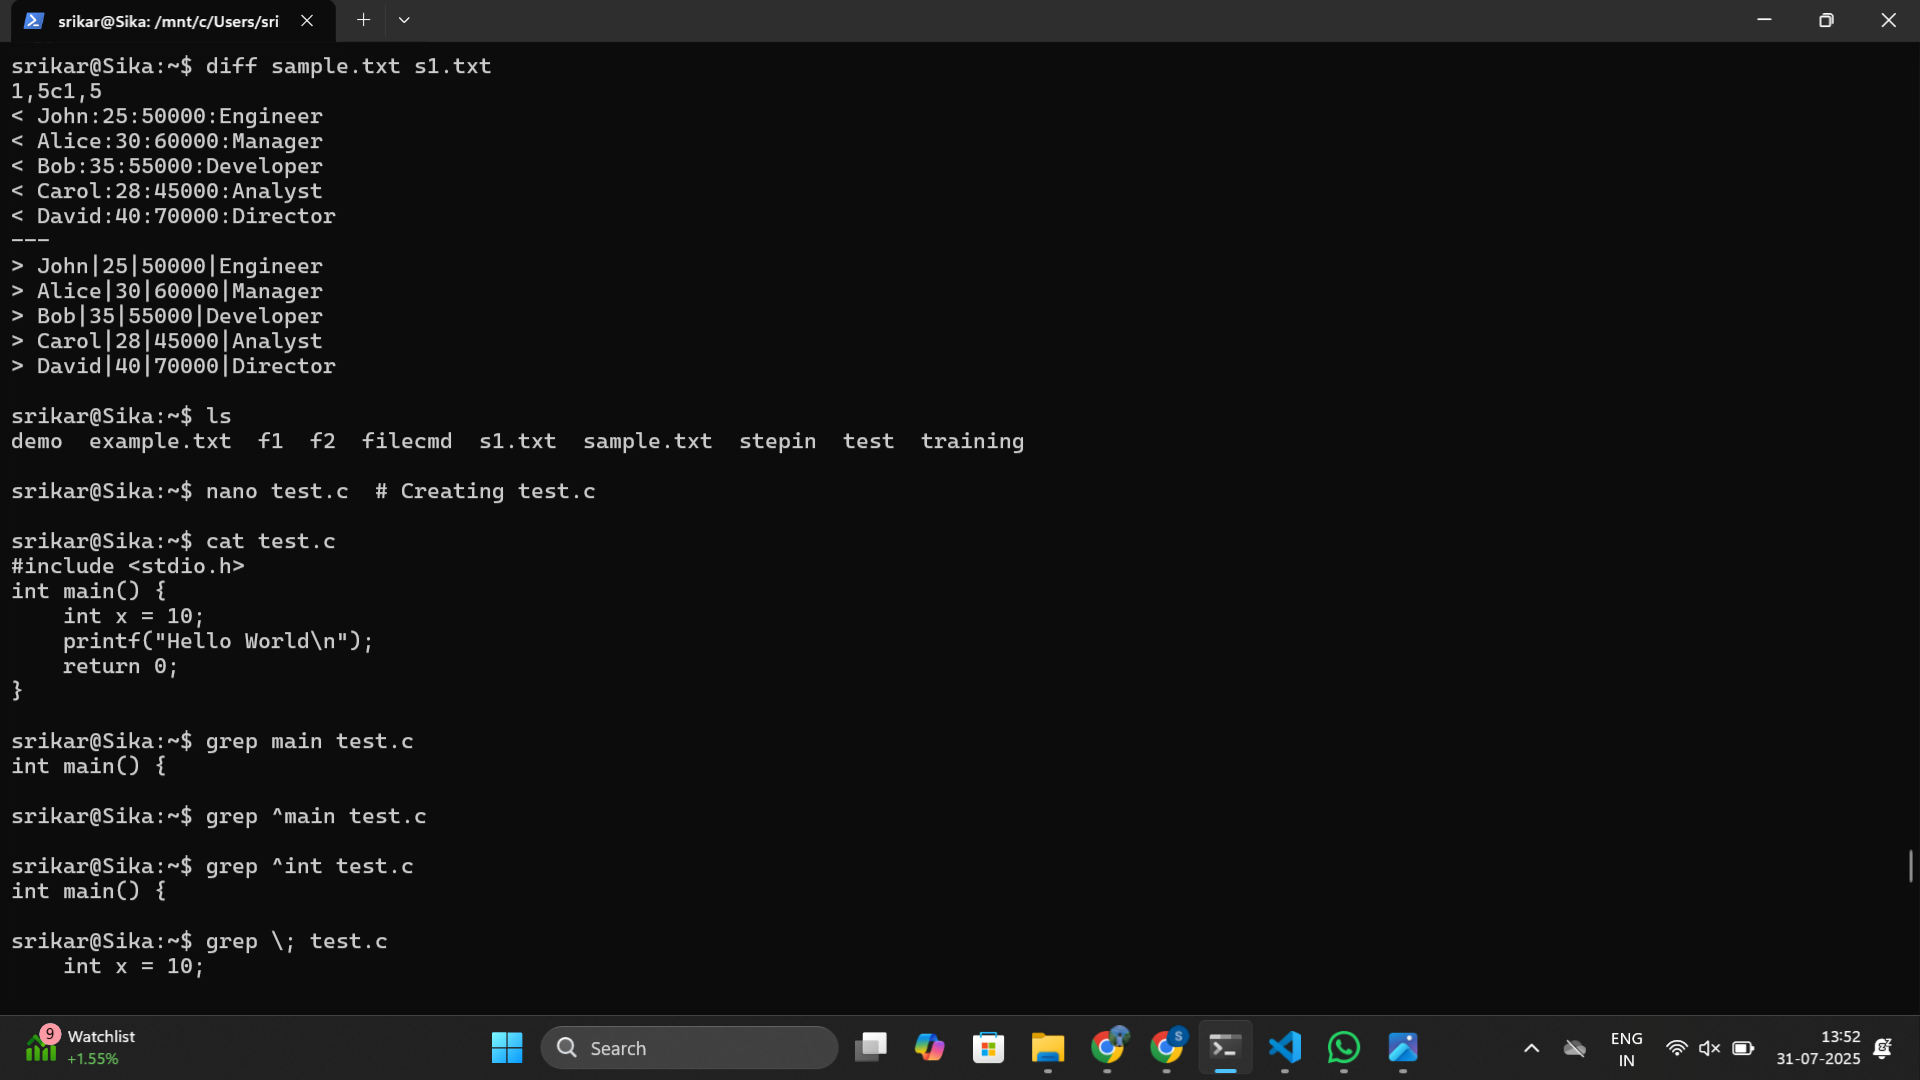 srikar@Sika: /mnt/c/Users/sri
srikar@Sika:~$ diff sample.txt s1.txt
1,5c1,5
< John:25:50000:Engineer
< Alice:30:60000:Manager
< Bob:35:55000:Developer
< Carol:28:45000:Analyst
< David:40:70000:Director
---
> John|25|50000|Engineer
> Alice|30|60000|Manager
> Bob|35|55000|Developer
> Carol|28|45000|Analyst
> David|40|70000|Director
srikar@Sika:~$ ls
demo  example.txt  f1  f2  filecmd  s1.txt  sample.txt  stepin  test  training
srikar@Sika:~$ nano test.c  # Creating test.c
srikar@Sika:~$ cat test.c
#include <stdio.h>
int main() {
    int x = 10;
    printf("Hello World\n");
    return 0;
}
srikar@Sika:~$ grep main test.c
int main() {
srikar@Sika:~$ grep ^main test.c
srikar@Sika:~$ grep ^int test.c
int main() {
srikar@Sika:~$ grep \; test.c
    int x = 10;
9
Watchlist
+1.55%
Search
S
ENG
IN
13:52
31-07-2025